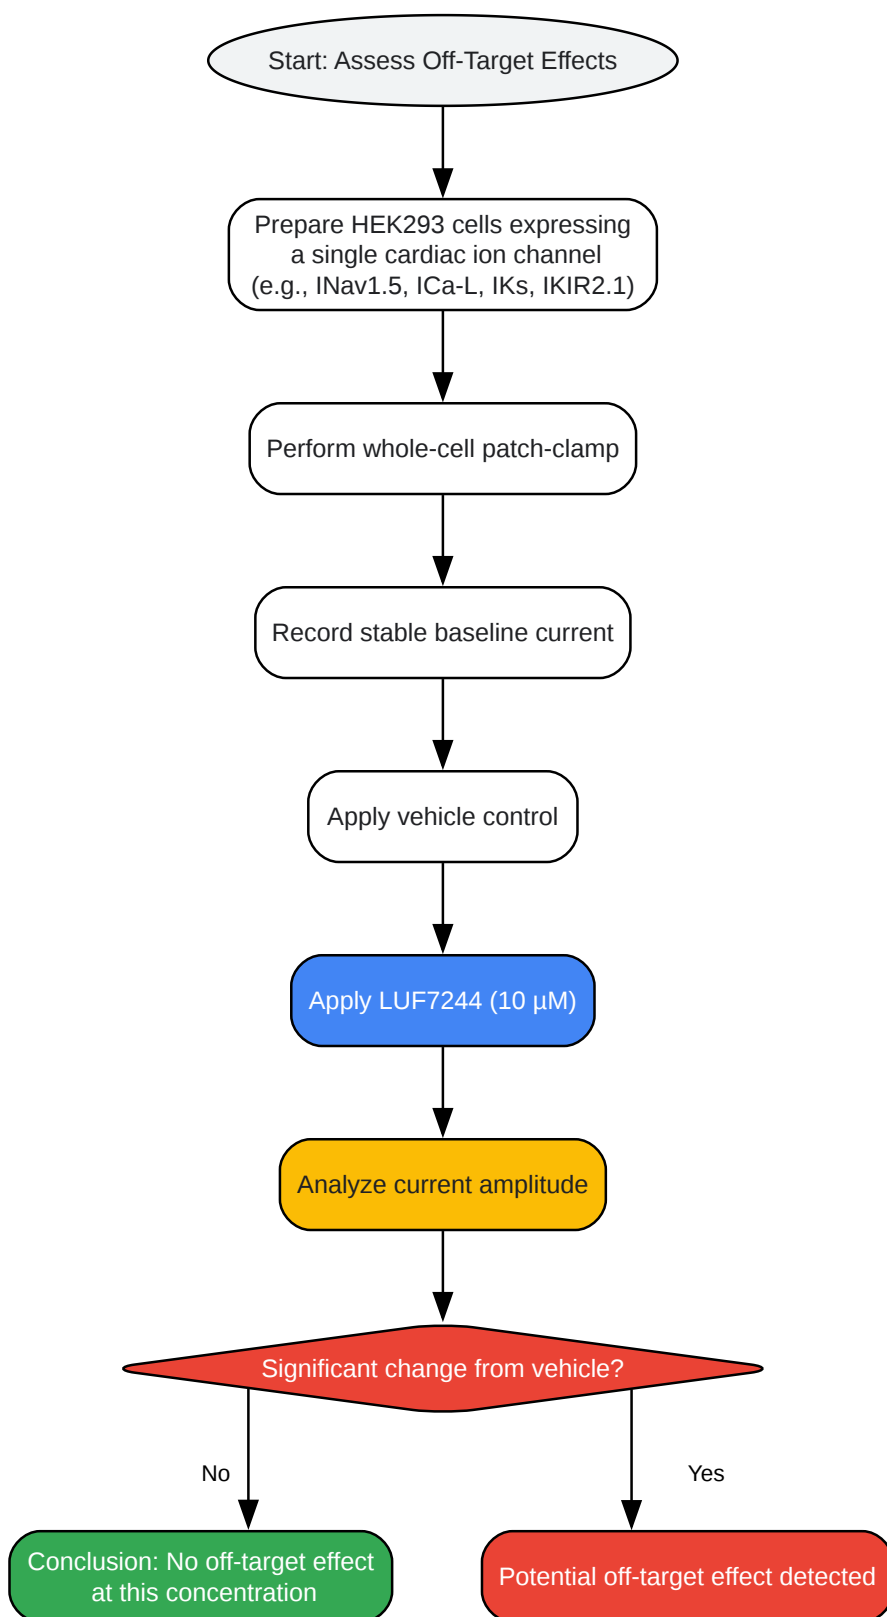 Start: Assess Off-Target Effects
Prepare HEK293 cells expressing
a single cardiac ion channel
(e.g., INav1.5, ICa-L, IKs, IKIR2.1)
Perform whole-cell patch-clamp
Record stable baseline current
Apply vehicle control
Apply LUF7244 (10 µM)
Analyze current amplitude
Significant change from vehicle?
No
Yes
Conclusion: No off-target effect
at this concentration
Potential off-target effect detected